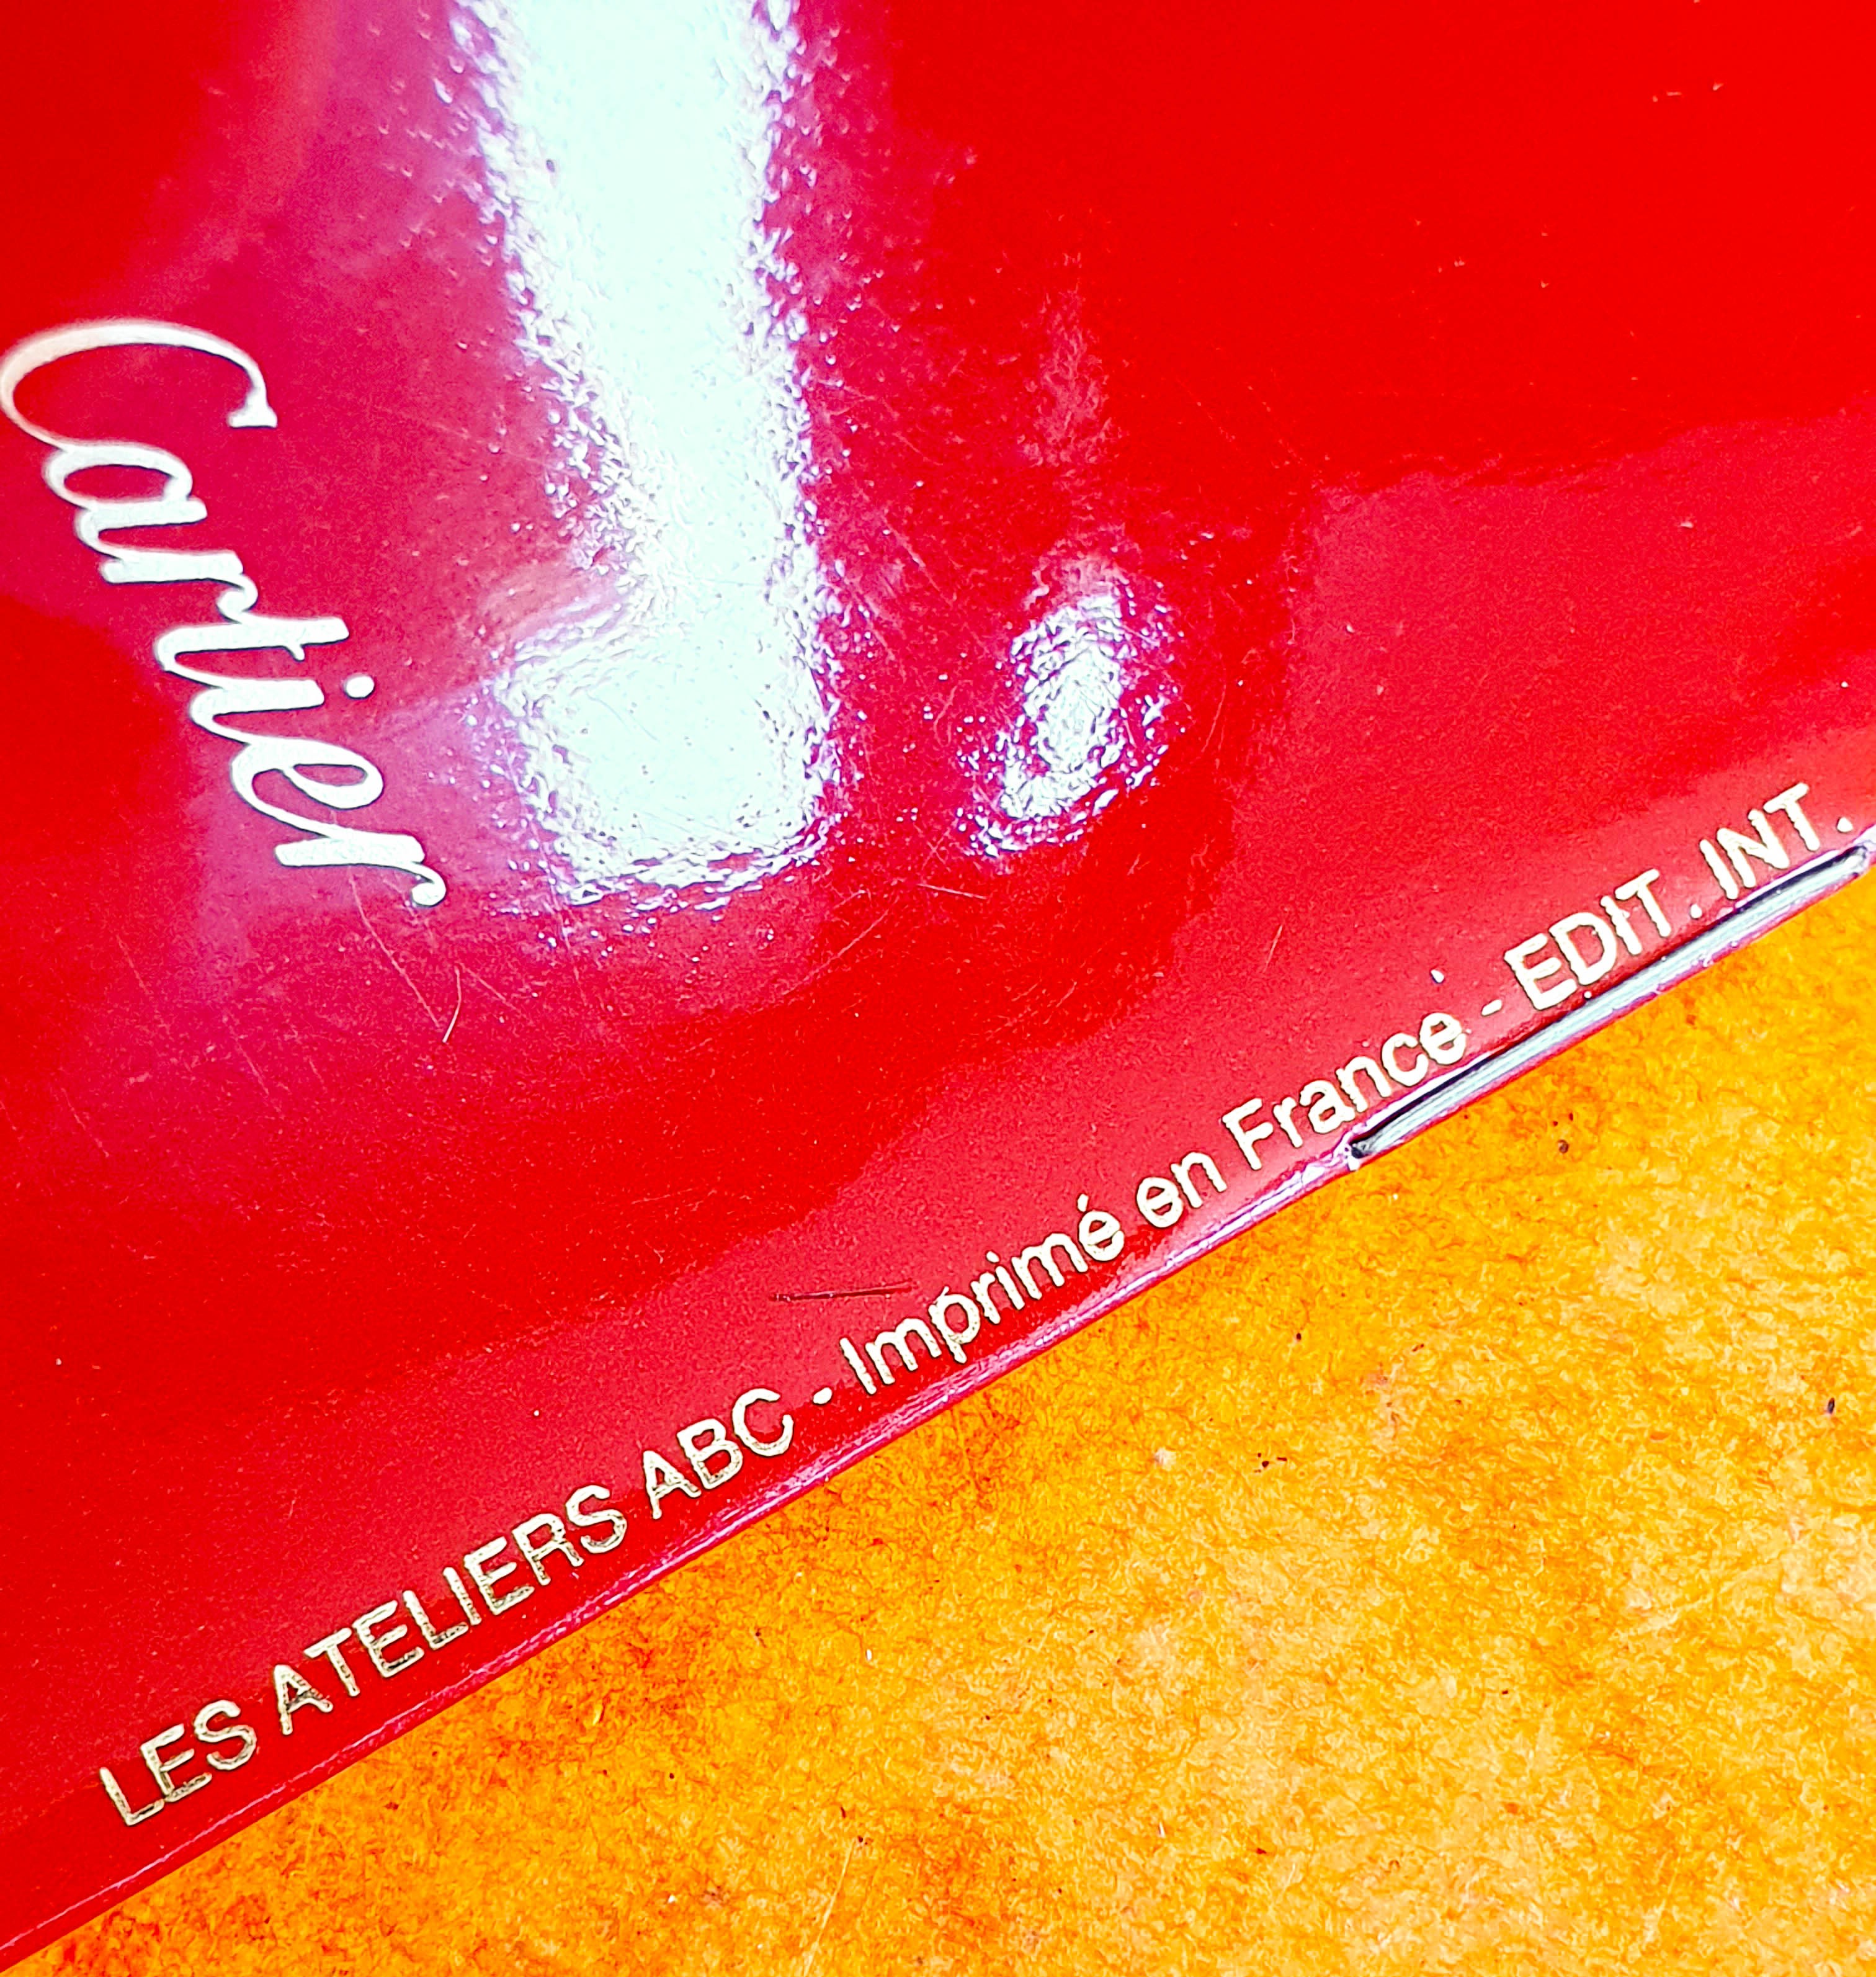 Cartier
LES ATELIERS ABC - Imprimé en France - EDIT. INT.